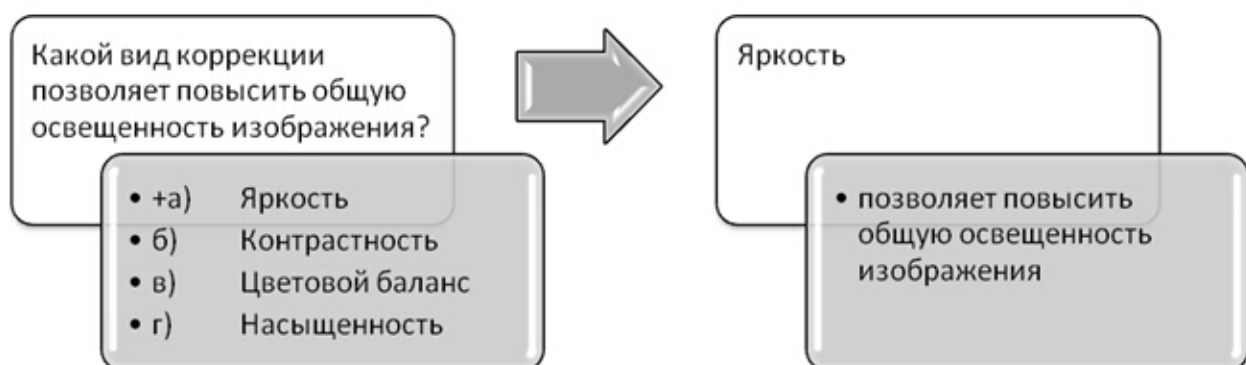 Какой вид коррекции
позволяет повысить общую
освещенность изображения?
• +а) Яркость
• б) Контрастность
• в) Цветовой баланс
• г) Насыщенность
Яркость
• позволяет повысить
общую освещенность
изображения